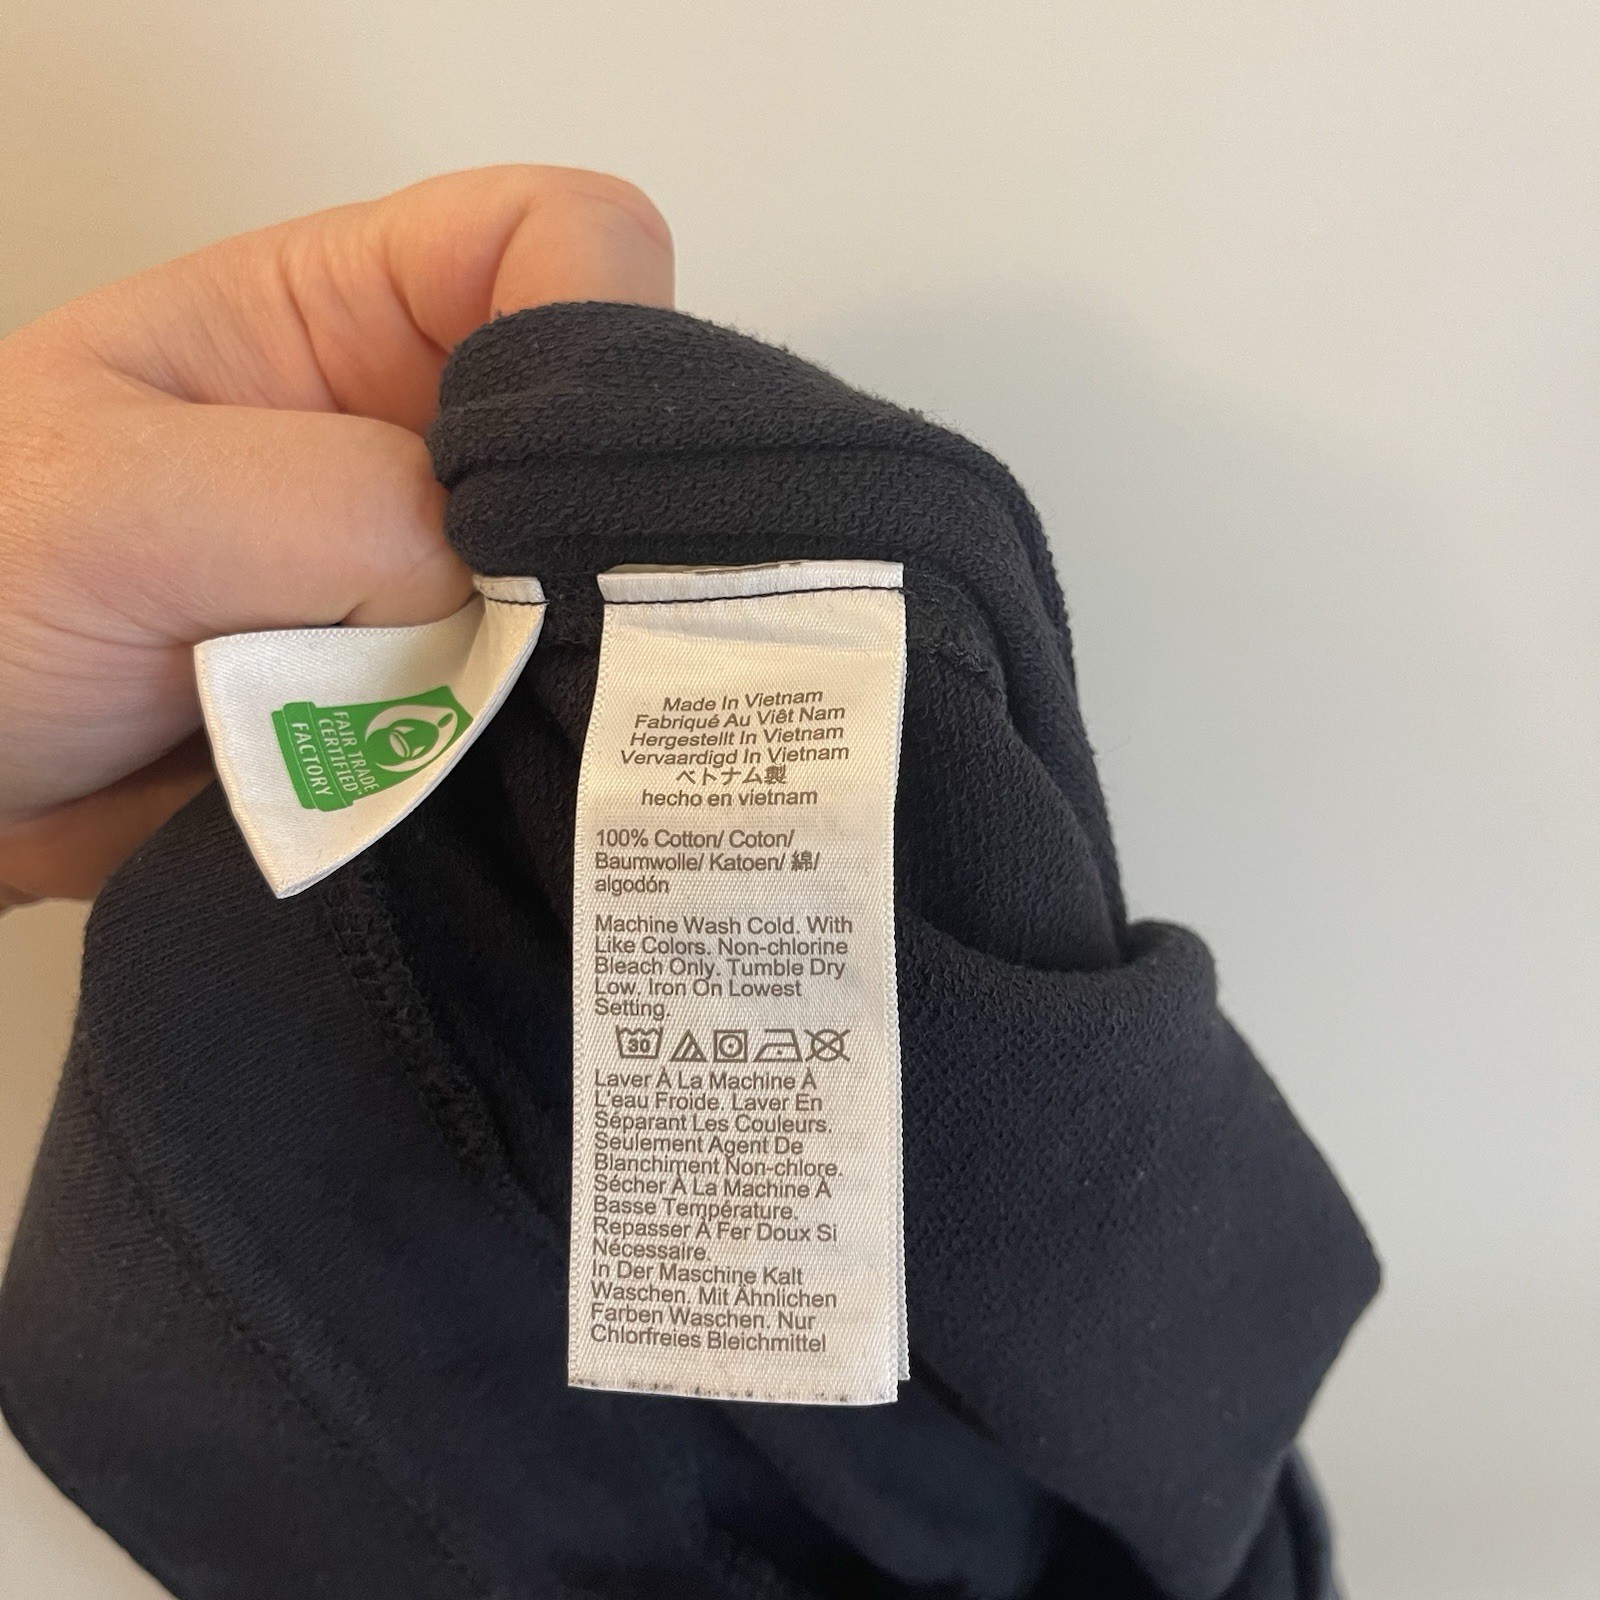 FAIR TRADE
CERTIFIED™
FACTORY
Made In Vietnam
Fabriqué Au Viêt Nam
Hergestellt In Vietnam
Vervaardigd In Vietnam
ベトナム製
hecho en vietnam
100% Cotton/ Coton/
Baumwolle/ Katoen/ 綿/
algodón
Machine Wash Cold. With
Like Colors. Non-chlorine
Bleach Only. Tumble Dry
Low. Iron On Lowest
Setting.
30
Laver À La Machine À
L'eau Froide. Laver En
Séparant Les Couleurs.
Seulement Agent De
Blanchiment Non-chlore.
Sécher À La Machine À
Basse Température.
Repasser À Fer Doux Si
Nécessaire.
In Der Maschine Kalt
Waschen. Mit Ähnlichen
Farben Waschen. Nur
Chlorfreies Bleichmittel